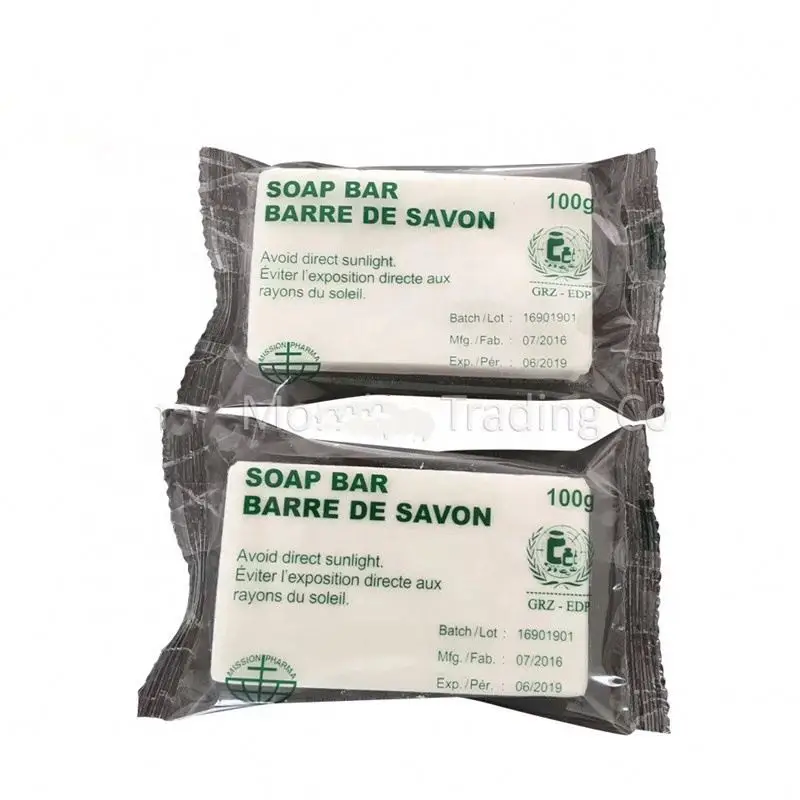 SOAP BAR
BARRE DE SAVON
100g
Avoid direct sunlight.
Éviter l'exposition directe aux
rayons du soleil.
GRZ - EDP
Batch/Lot : 16901901
Mfg./Fab. : 07/2016
Exp./Pér. : 06/2019
MISSION PHARMA
Trading Co
SOAP BAR
BARRE DE SAVON
100g
Avoid direct sunlight.
Éviter l'exposition directe aux
rayons du soleil.
GRZ - EDP
Batch/Lot : 16901901
Mfg./Fab. : 07/2016
Exp./Pér. : 06/2019
MISSION PHARMA